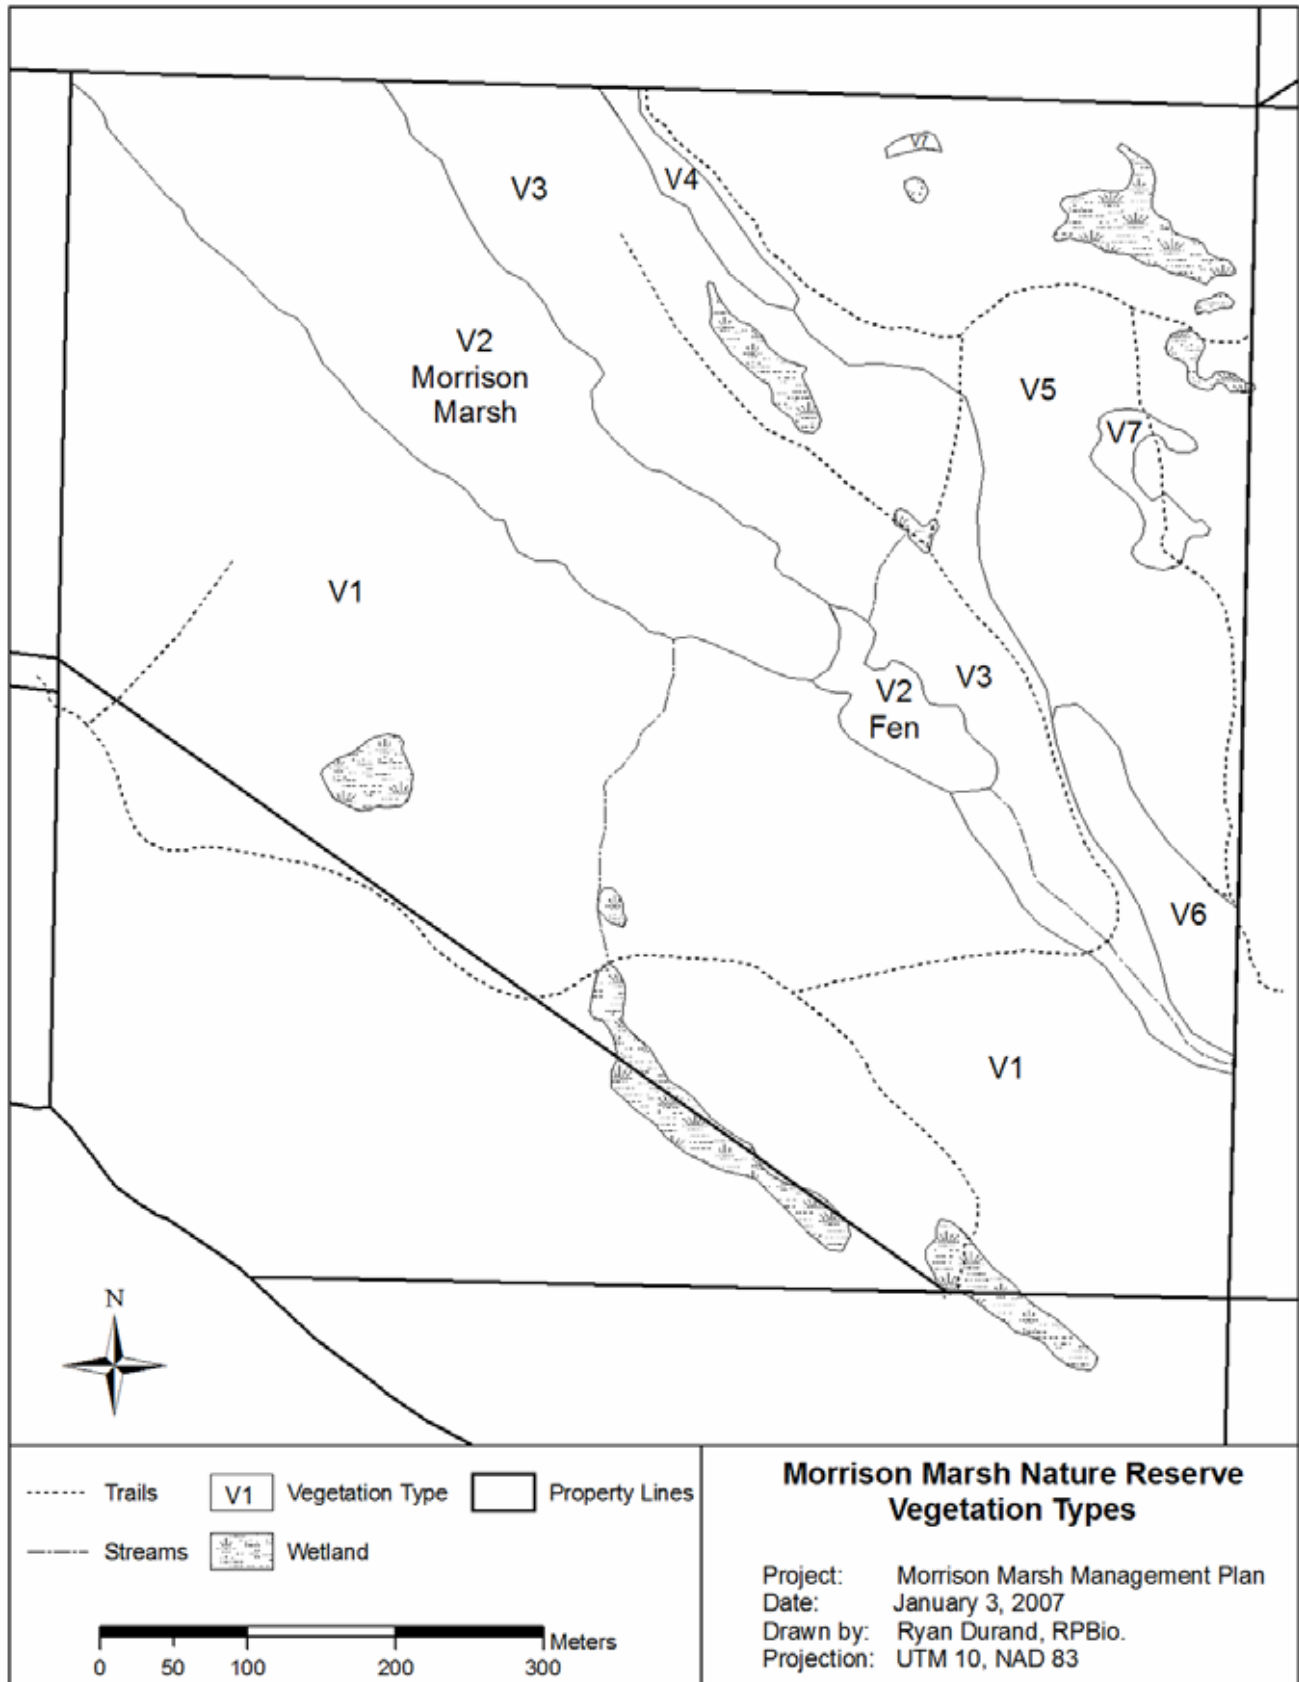 V7
V3
V4
V2
Morrison
Marsh
V5
V7
V1
V2
Fen
V3
V6
V1
N
Trails
V1 Vegetation Type
Property Lines
Streams
Wetland
Meters
0 50 100 200 300
Morrison Marsh Nature Reserve
Vegetation Types
Project: Morrison Marsh Management Plan
Date: January 3, 2007
Drawn by: Ryan Durand, RPBio.
Projection: UTM 10, NAD 83